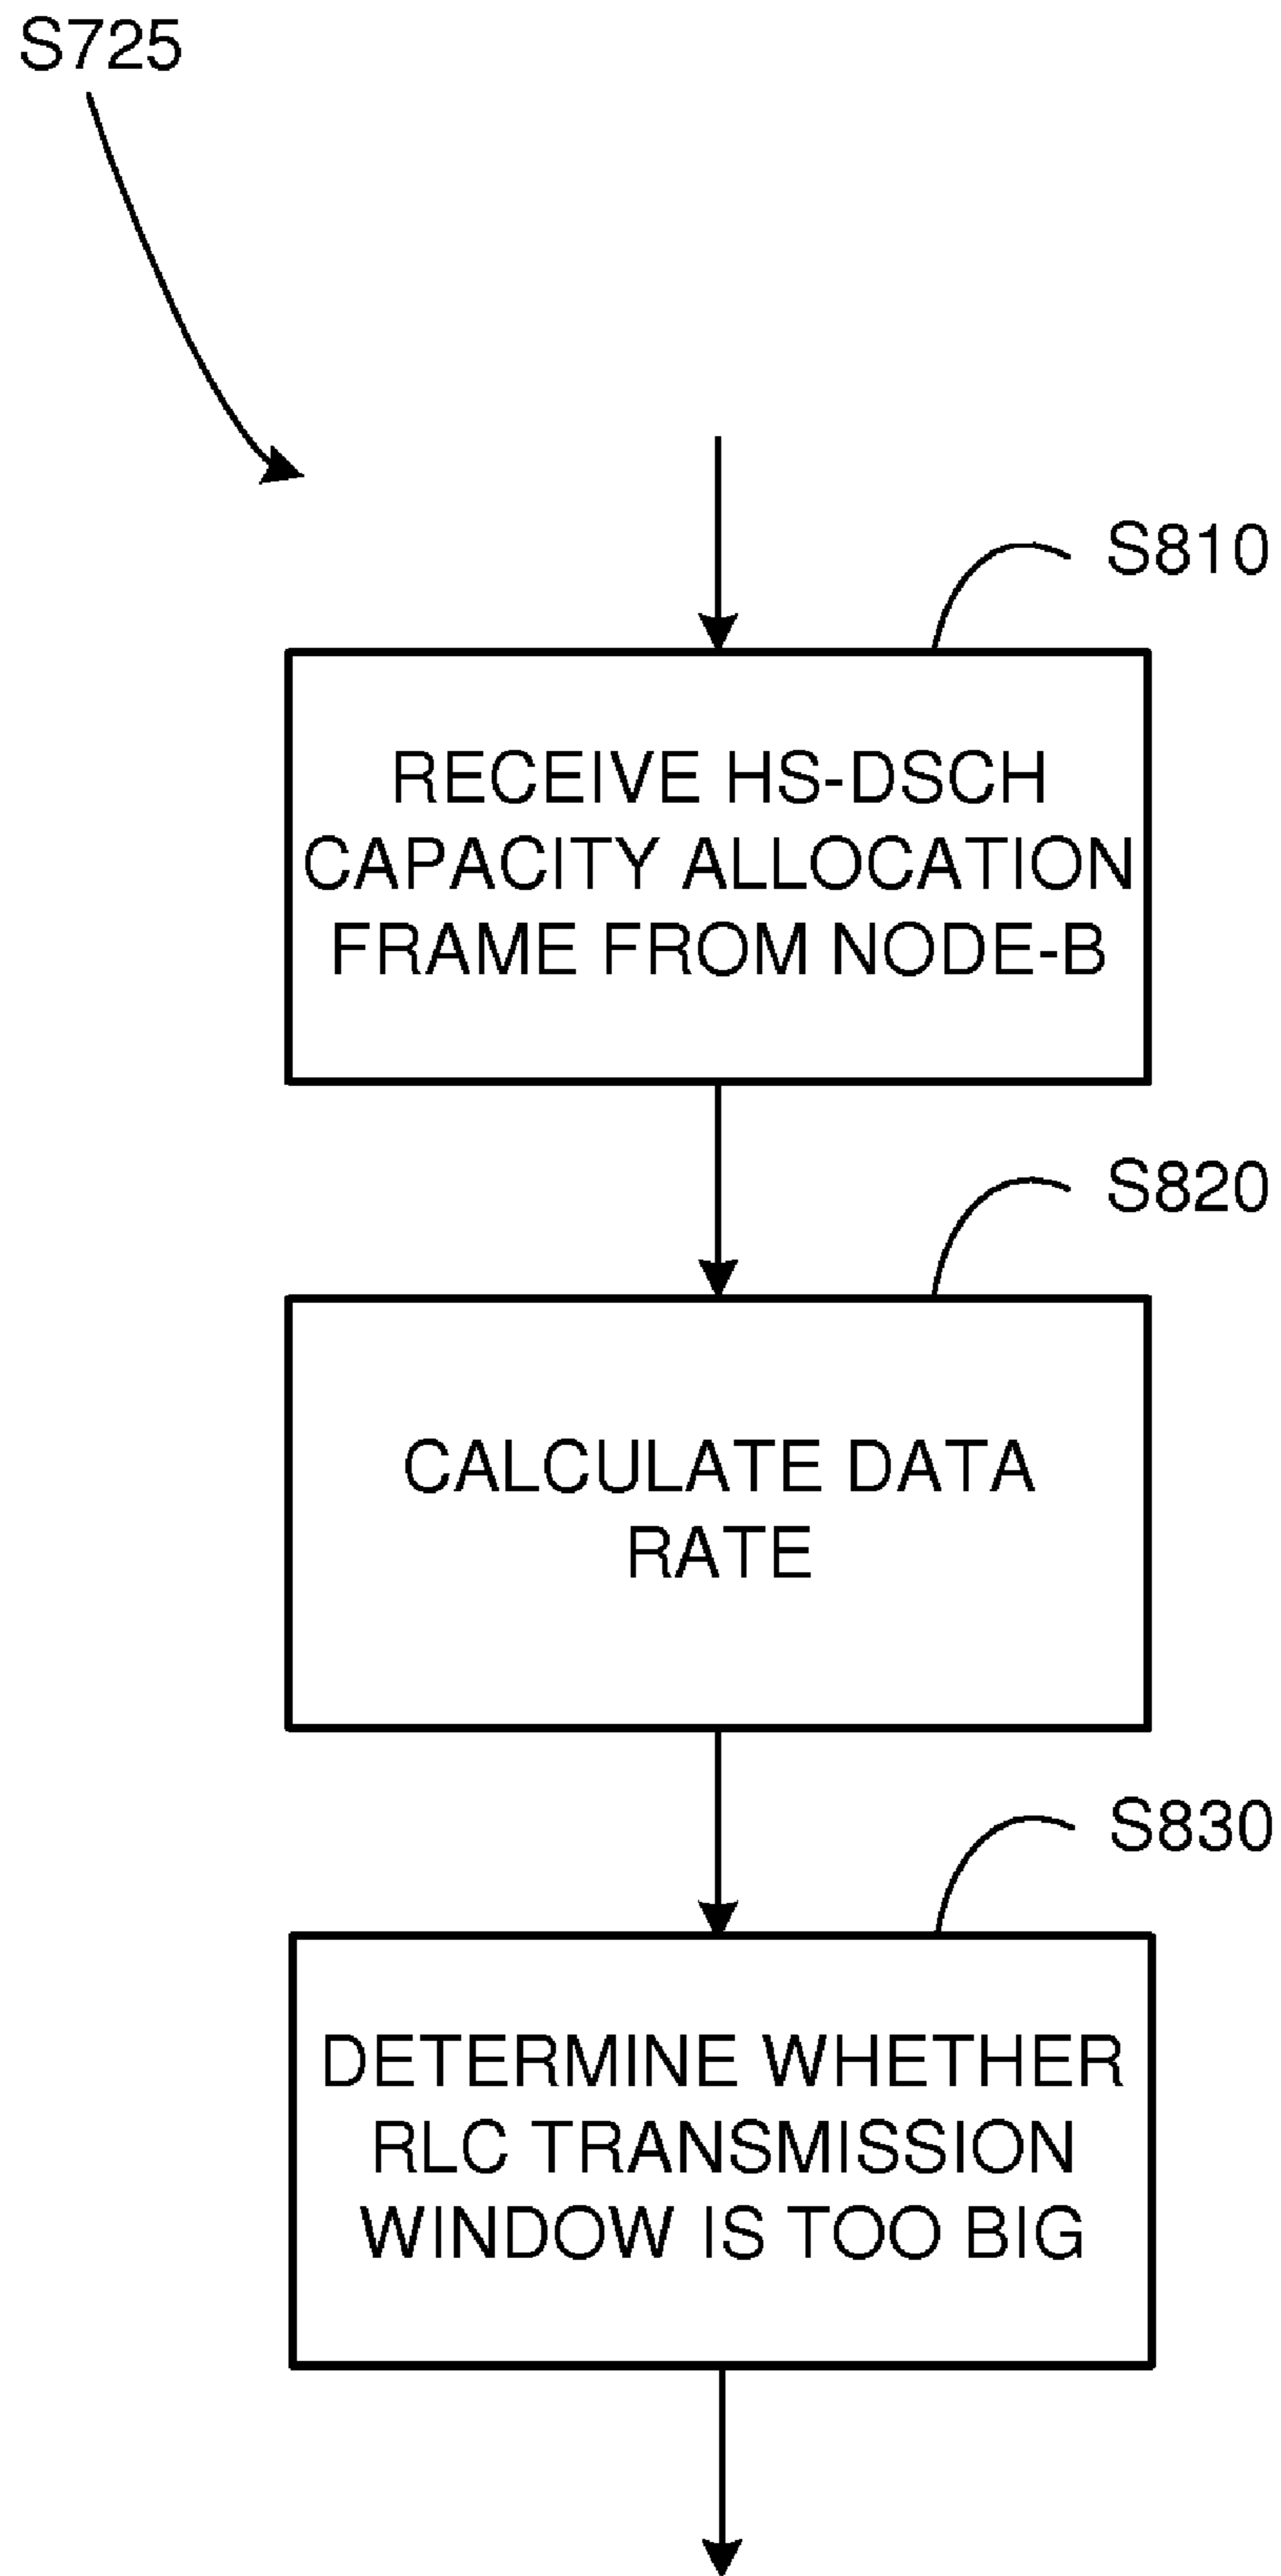 S725
S810
RECEIVE HS-DSCH
CAPACITY ALLOCATION
FRAME FROM NODE-B
S820
CALCULATE DATA
RATE
S830
DETERMINE WHETHER
RLC TRANSMISSION
WINDOW IS TOO BIG